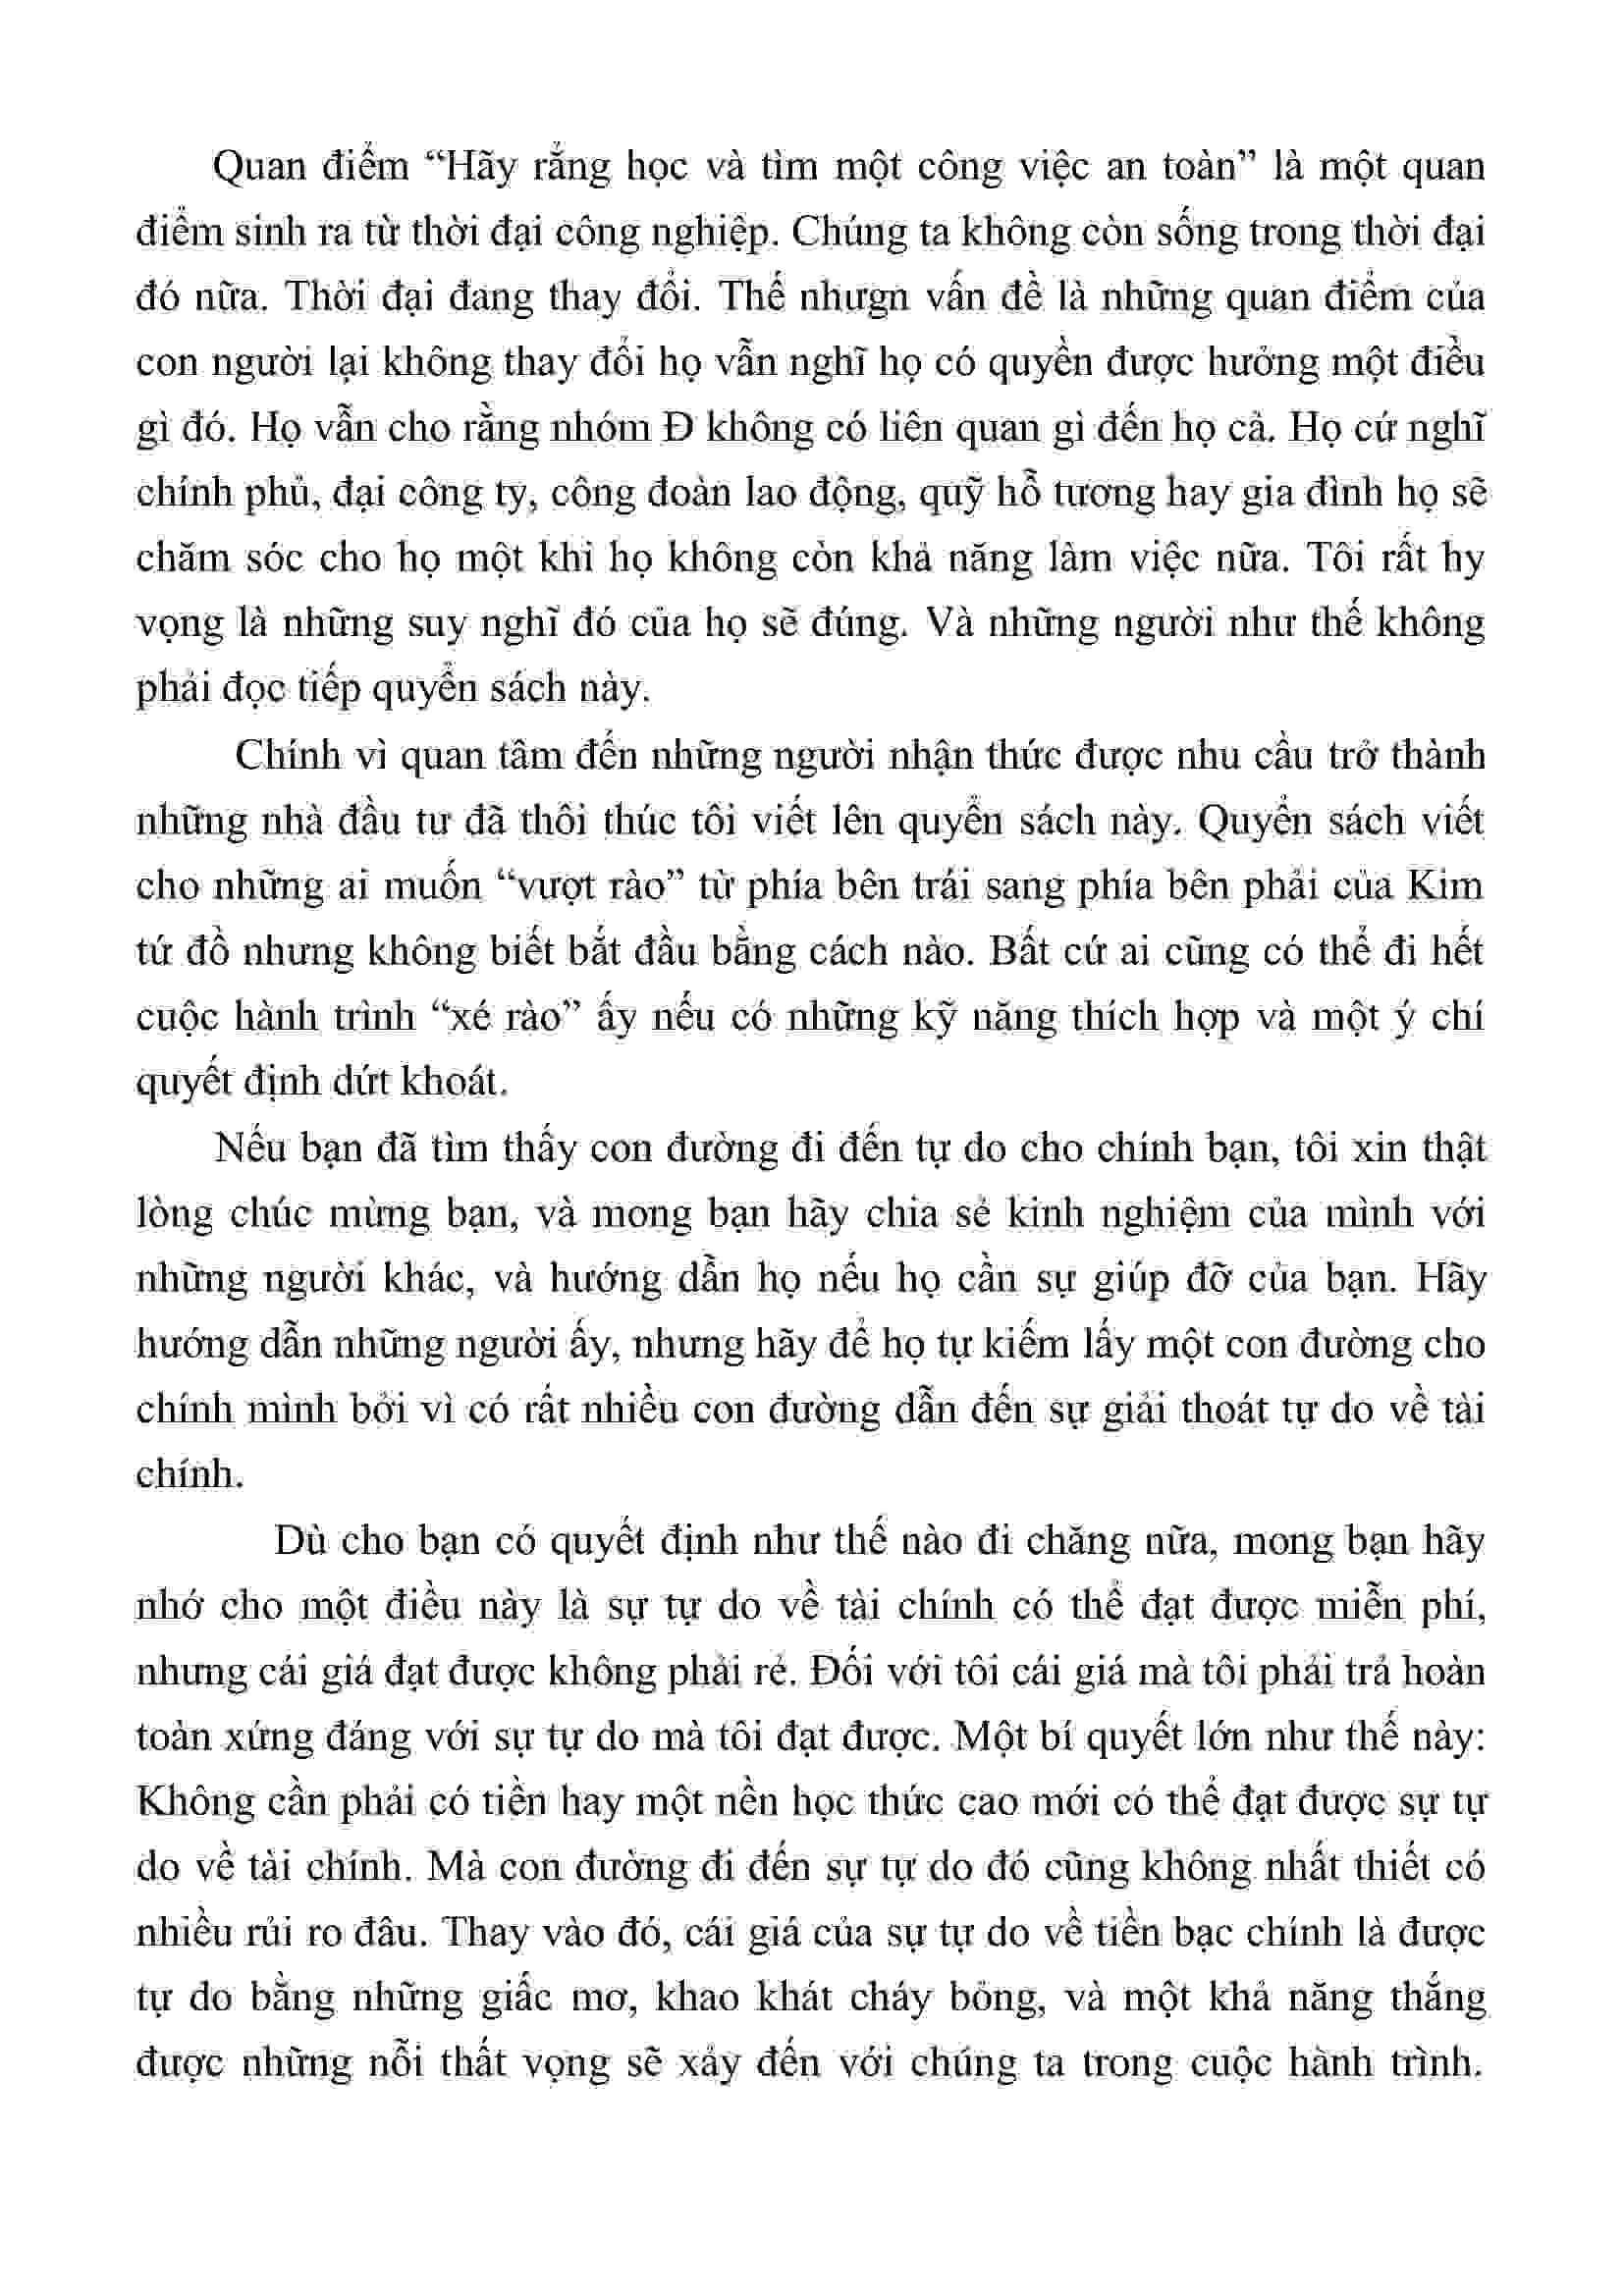 Quan điểm “Hãy rằng học và tìm một công việc an toàn” là một quan
điểm sinh ra từ thời đại công nghiệp. Chúng ta không còn sống trong thời đại
đó nữa. Thời đại đang thay đổi. Thế nhưgn vấn đề là những quan điểm của
con người lại không thay đổi họ vẫn nghĩ họ có quyền được hưởng một điều
gì đó. Họ vẫn cho rằng nhóm Đ không có liên quan gì đến họ cả. Họ cứ nghĩ
chính phủ, đại công ty, công đoàn lao động, quỹ hỗ tương hay gia đình họ sẽ
chăm sóc cho họ một khi họ không còn khả năng làm việc nữa. Tôi rất hy
vọng là những suy nghĩ đó của họ sẽ đúng. Và những người như thế không
phải đọc tiếp quyển sách này.
Chính vì quan tâm đến những người nhận thức được nhu cầu trở thành
những nhà đầu tư đã thôi thúc tôi viết lên quyển sách này. Quyển sách viết
cho những ai muốn “vượt rào” từ phía bên trái sang phía bên phải của Kim
tứ đồ nhưng không biết bắt đầu bằng cách nào. Bất cứ ai cũng có thể đi hết
cuộc hành trình “xé rào” ấy nếu có những kỹ năng thích hợp và một ý chí
quyết định dứt khoát.
Nếu bạn đã tìm thấy con đường đi đến tự do cho chính bạn, tôi xin thật
lòng chúc mừng bạn, và mong bạn hãy chia sẻ kinh nghiệm của mình với
những người khác, và hướng dẫn họ nếu họ cần sự giúp đỡ của bạn. Hãy
hướng dẫn những người ấy, nhưng hãy để họ tự kiếm lấy một con đường cho
chính mình bởi vì có rất nhiều con đường dẫn đến sự giải thoát tự do về tài
chính.
Dù cho bạn có quyết định như thế nào đi chăng nữa, mong bạn hãy
nhớ cho một điều này là sự tự do về tài chính có thể đạt được miễn phí,
nhưng cái giá đạt được không phải rẻ. Đối với tôi cái giá mà tôi phải trả hoàn
toàn xứng đáng với sự tự do mà tôi đạt được. Một bí quyết lớn như thế này:
Không cần phải có tiền hay một nền học thức cao mới có thể đạt được sự tự
do về tài chính. Mà con đường đi đến sự tự do đó cũng không nhất thiết có
nhiều rủi ro đâu. Thay vào đó, cái giá của sự tự do về tiền bạc chính là được
tự do bằng những giấc mơ, khao khát cháy bỏng, và một khả năng thắng
được những nỗi thất vọng sẽ xảy đến với chúng ta trong cuộc hành trình.